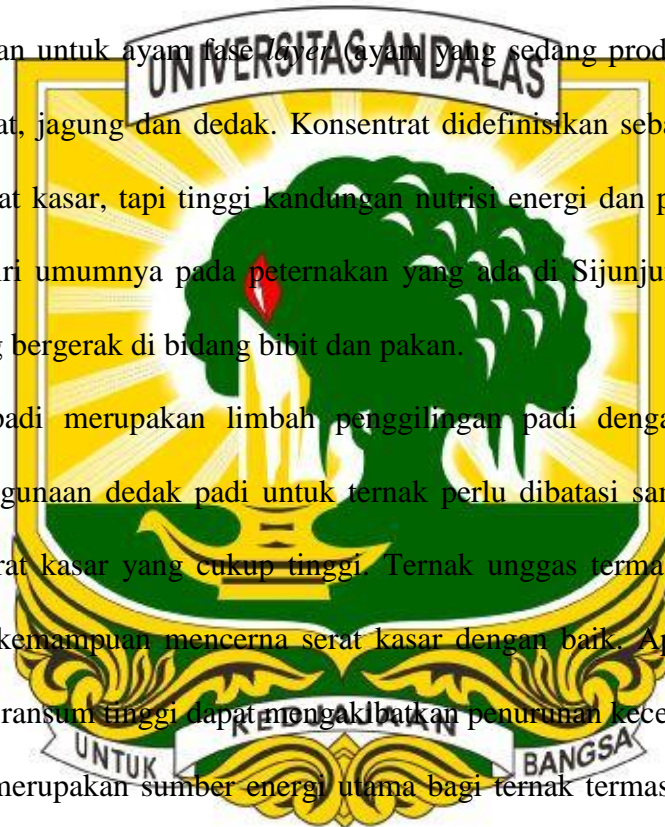 an untuk ayam fase layer (ayam yang sedang prod
UNIVERSITAS ANDALAS
at, jagung dan dedak. Konsentrat didefinisikan seba
at kasar, tapi tinggi kandungan nutrisi energi dan p
iri umumnya pada peternakan yang ada di Sijunju
g bergerak di bidang bibit dan pakan.
padi merupakan limbah penggilingan padi denga
gunaan dedak padi untuk ternak perlu dibatasi sam
rat kasar yang cukup tinggi. Ternak unggas terma
kemampuan mencerna serat kasar dengan baik. Ap
ransum tinggi dapat mengakibatkan penurunan kece
KEDJAJAAN
UNTUK BANGSA
merupakan sumber energi utama bagi ternak termas